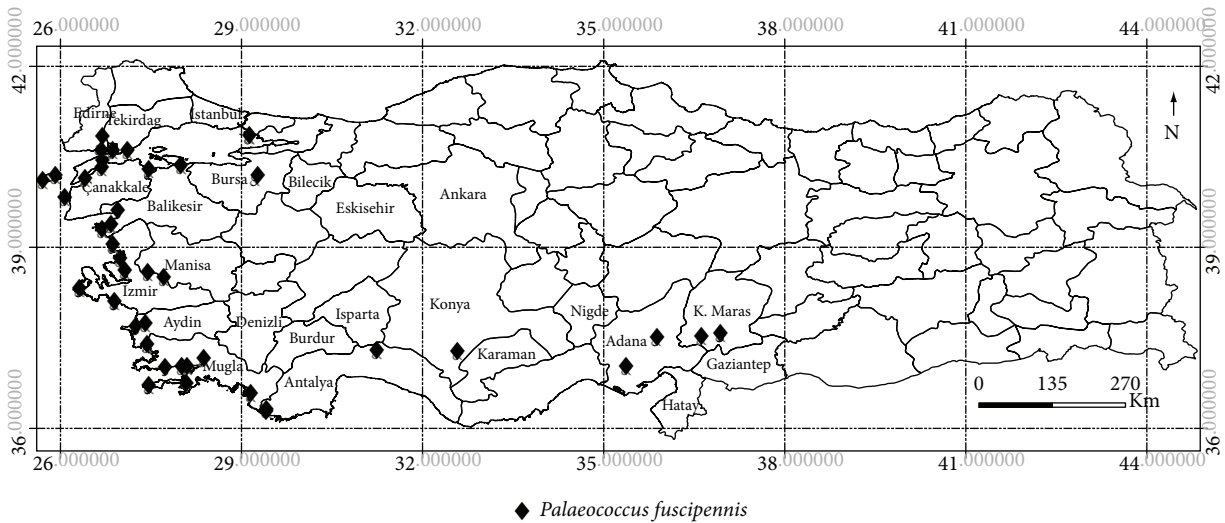 26.000000 29.000000 32.000000 35.000000 38.000000 41.000000 44.000000
42.000000 42.000000
N
Edirne Tekirdag Istanbul
Çanakkale Bursa Bilecik
Balikesir Eskisehir Ankara
39.000000 39.000000
Manisa
Izmir
Aydin Denizli Isparta Konya Nigde K. Maras
Burdur Adana
Mugla Antalya Karaman Gaziantep
Hatay
0 135 270
Km
36.000000 36.000000
26.000000 29.000000 32.000000 35.000000 38.000000 41.000000 44.000000
Palaeococcus fuscipennis